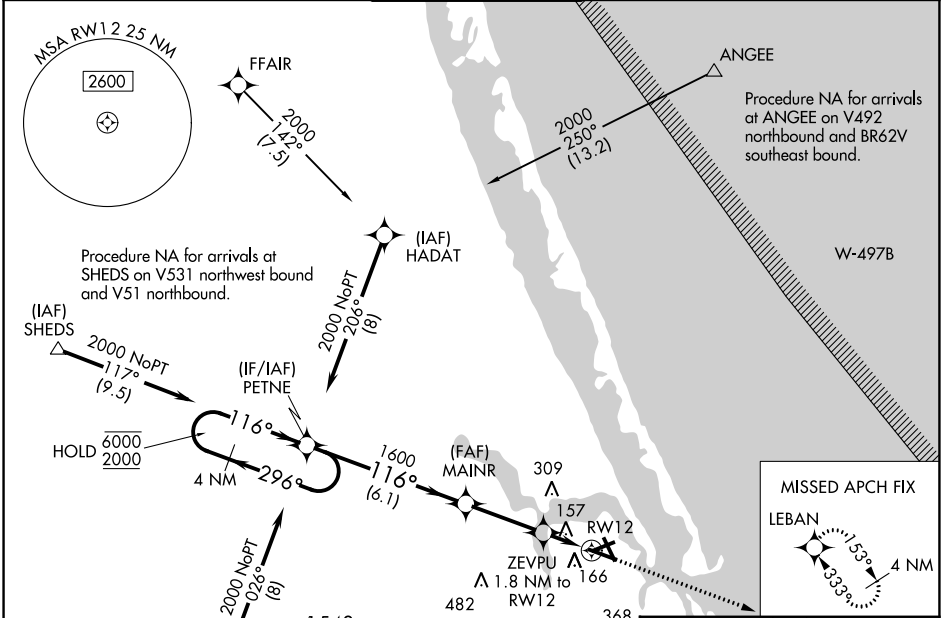 MSA RW12 25 NM
2600
FFAIR
2000
142°
(7.5)
ANGEE
2000
250°
(13.2)
Procedure NA for arrivals
at ANGEE on V492
northbound and BR62V
southeast bound.
W-497B
(IAF)
HADAT
2000 NoPT
206°
(8)
Procedure NA for arrivals at
SHEDS on V531 northwest bound
and V51 northbound.
(IAF)
SHEDS
2000 NoPT
117°
(9.5)
(IF/IAF)
PETNE
HOLD 6000
2000
116°
296°
4 NM
1600
116°
(6.1)
(FAF)
MAINR
309
157
RW12
ZEVPU
1.8 NM to
RW12
166
482
368
2000 NoPT
026°
(8)
MISSED APCH FIX
LEBAN
153°
333°
4 NM